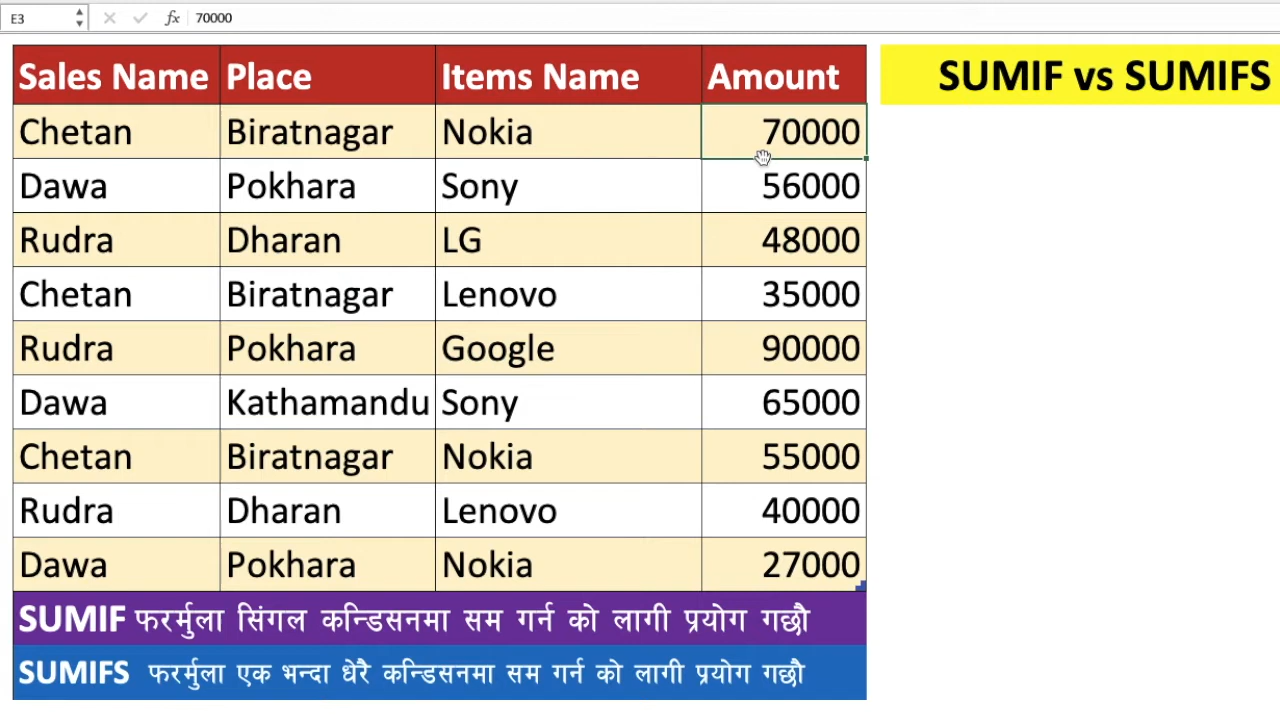 E3 fx 70000
Sales Name Place Items Name Amount SUMIF vs SUMIFS
Chetan Biratnagar Nokia 70000
Dawa Pokhara Sony 56000
Rudra Dharan LG 48000
Chetan Biratnagar Lenovo 35000
Rudra Pokhara Google 90000
Dawa Kathamandu Sony 65000
Chetan Biratnagar Nokia 55000
Rudra Dharan Lenovo 40000
Dawa Pokhara Nokia 27000
SUMIF फरर्मुला सिंगल कन्डिसनमा सम गर्न को लागी प्रयोग गछौ
SUMIFS फरर्मुला एक भन्दा धेरै कन्डिसनमा सम गर्न को लागी प्रयोग गछौ